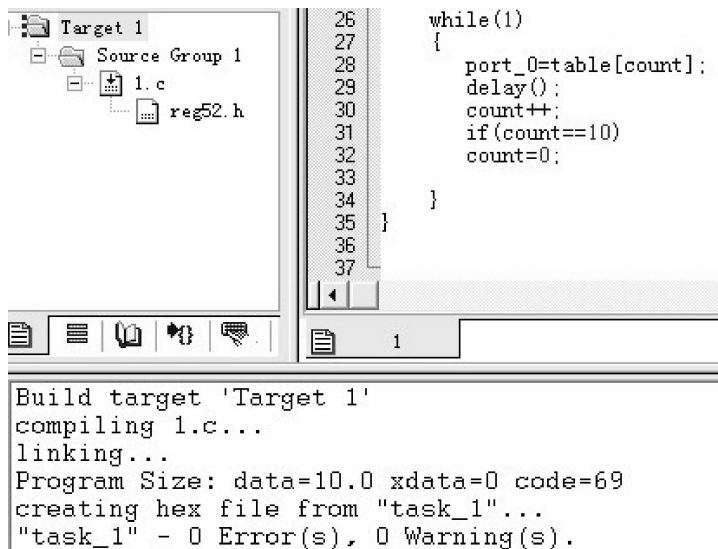 Target 1
Source Group 1
1.c
reg52.h
26 while(1)
27 {
28 port_0=table[count];
29 delay();
30 count++;
31 if(count==10)
32 count=0;
33
34 }
35 }
36
37
1
Build target 'Target 1'
compiling 1.c...
linking...
Program Size: data=10.0 xdata=0 code=69
creating hex file from "task_1"...
"task_1" - 0 Error(s), 0 Warning(s).